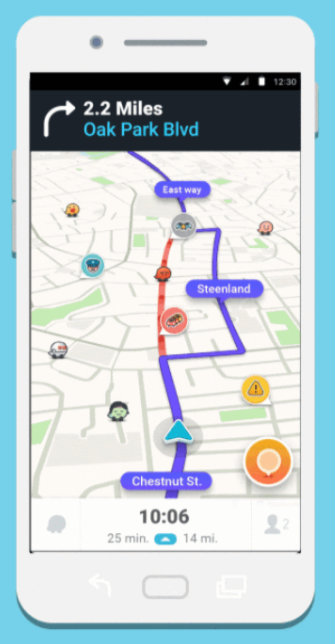 12:30
2.2 Miles
Oak Park Blvd
East way
Steenland
Chestnut St.
10:06
2
25 min. 14 mi.